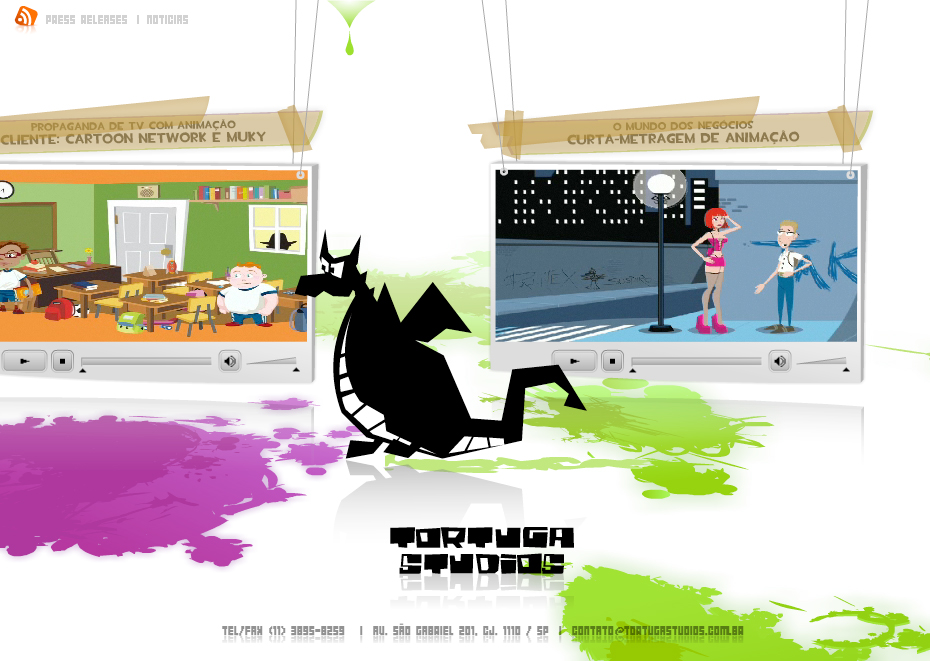 PRESS RELEASES | NOTICIAS
PROPAGANDA DE TV COM ANIMAÇÃO
CLIENTE: CARTOON NETWORK E MUKY
O MUNDO DOS NEGÓCIOS
CURTA-METRAGEM DE ANIMAÇÃO
TORTUGA
STUDIOS
TEL/FAX (11) 3895-8259 | AV. SÃO GABRIEL 201, CJ. 1110 / SP | CONTATO@TORTUGASTUDIOS.COM.BR